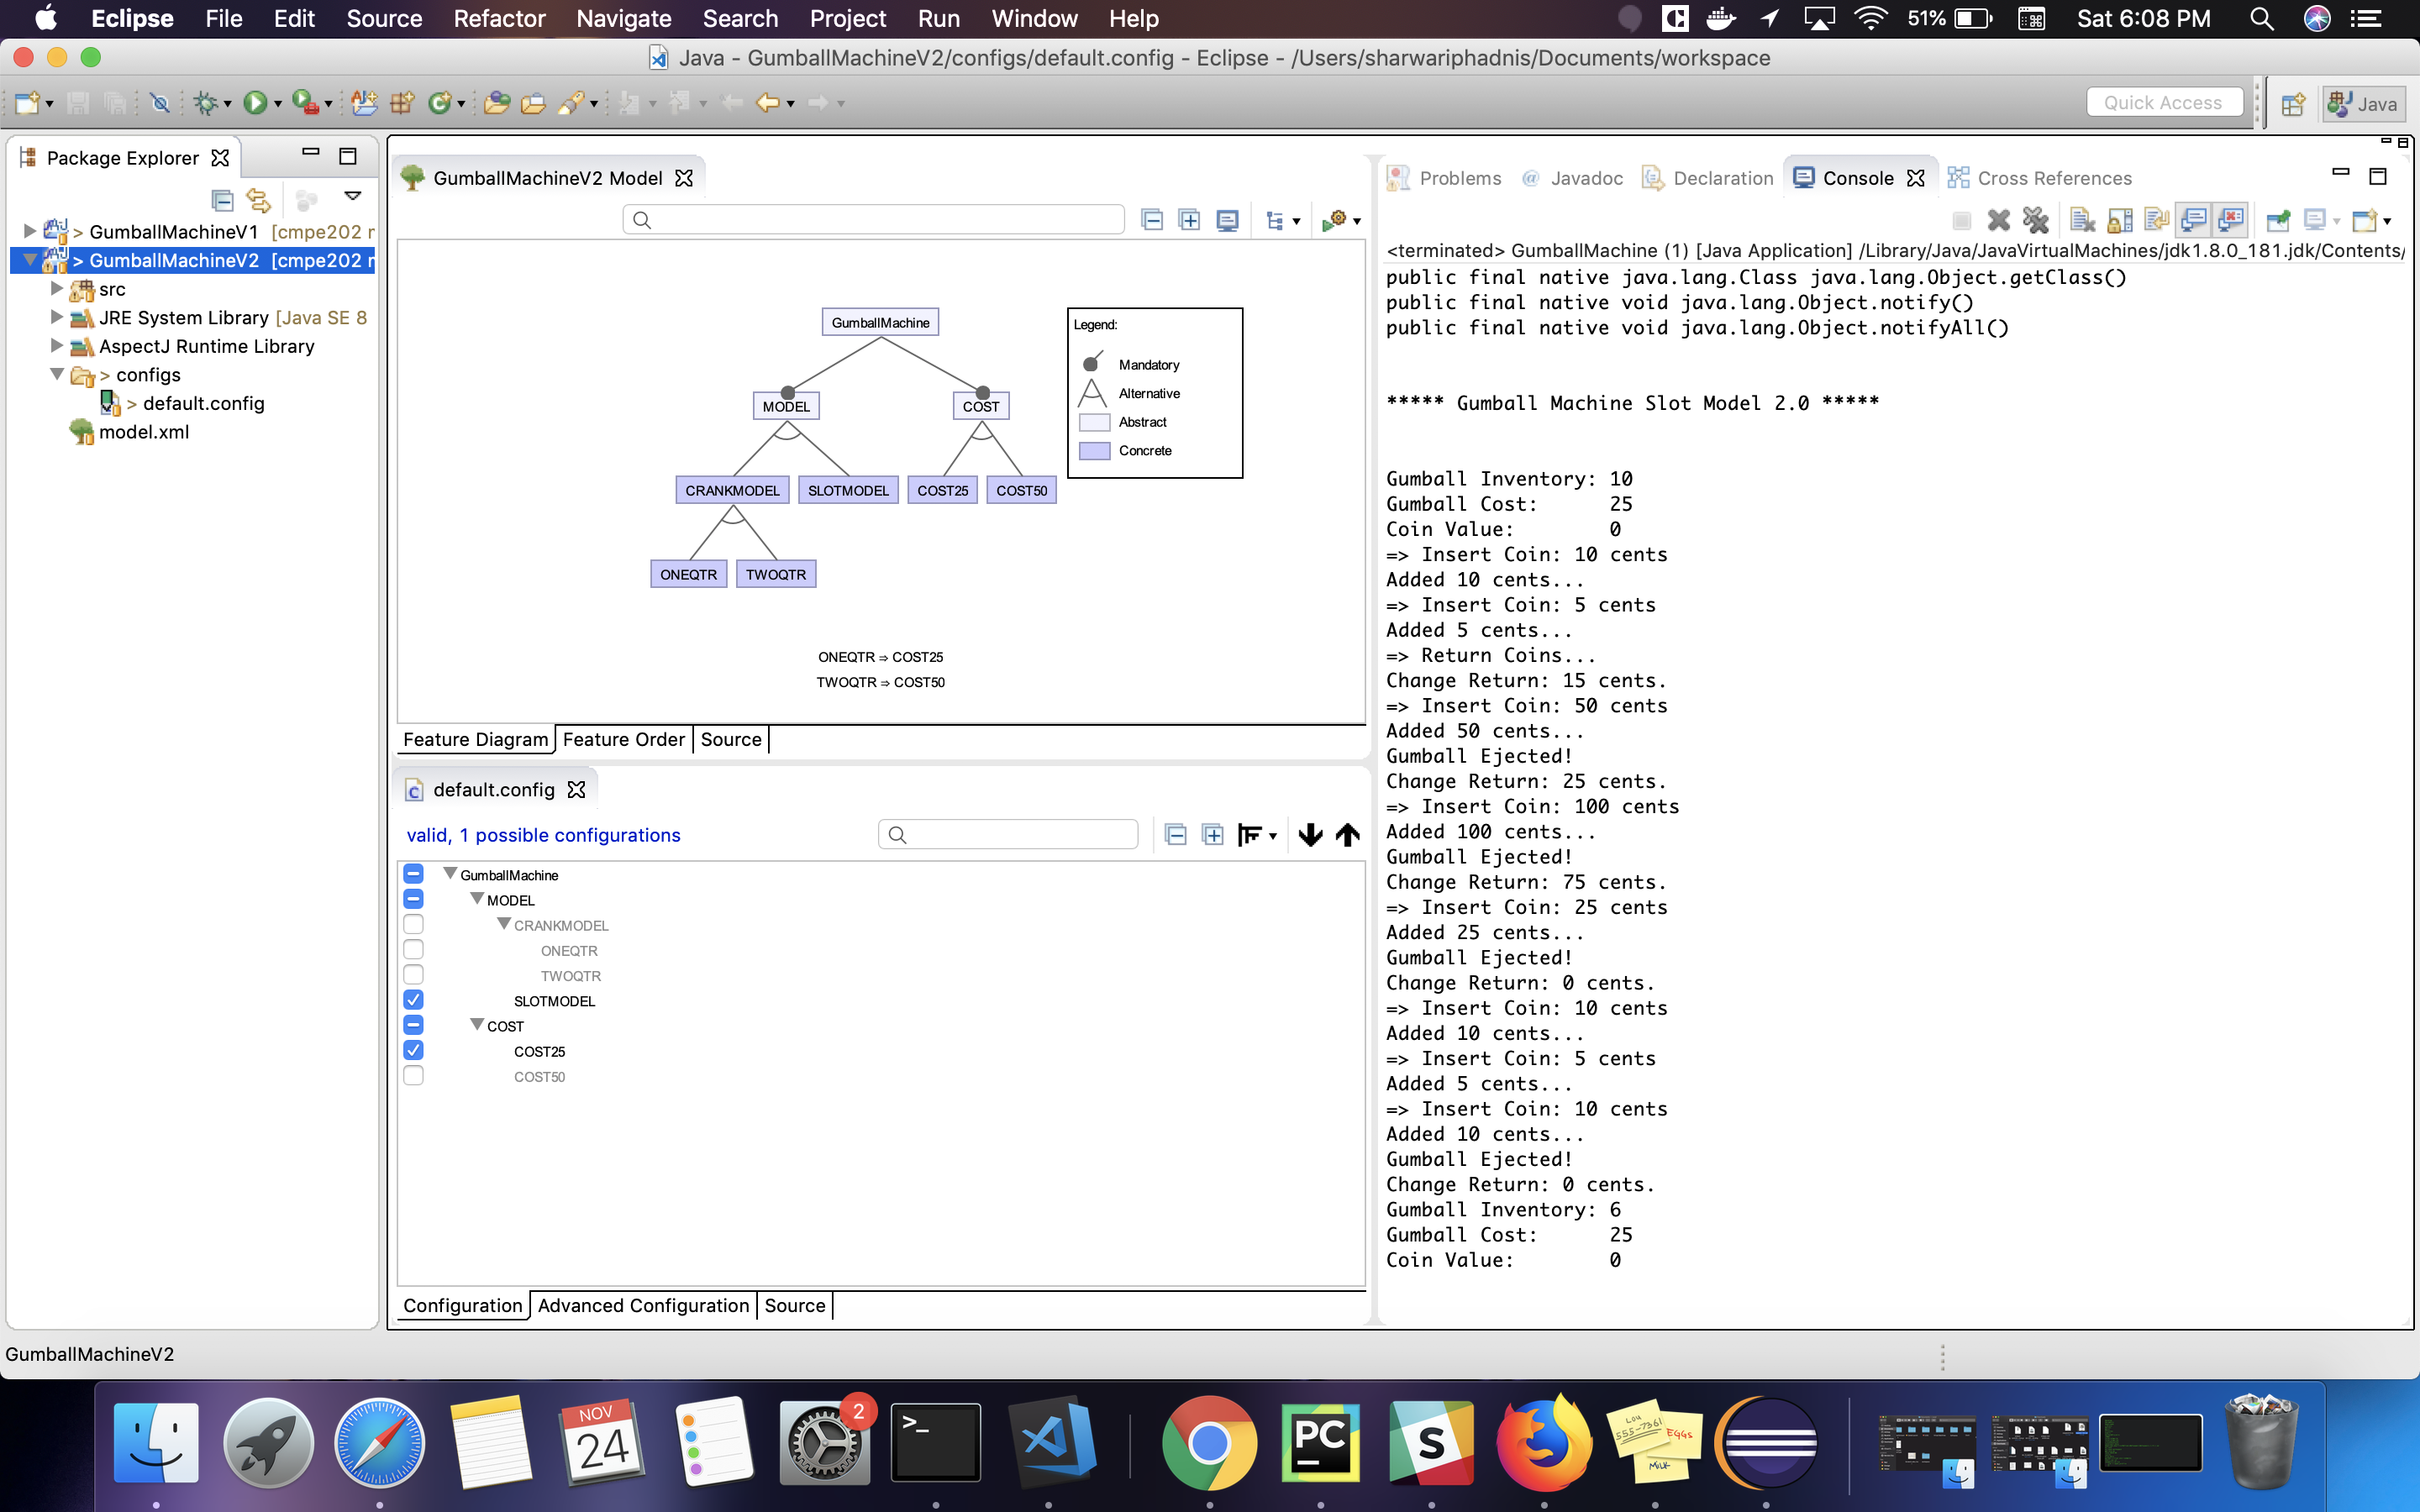 Eclipse File Edit Source Refactor Navigate Search Project Run Window Help 51% Sat 6:08 PM
Java - GumballMachineV2/configs/default.config - Eclipse - /Users/sharwariphadnis/Documents/workspace
Quick Access Java
Package Explorer
> GumballMachineV1 [cmpe202 r
> GumballMachineV2 [cmpe202 r
src
JRE System Library [Java SE 8
AspectJ Runtime Library
> configs
> default.config
model.xml
GumballMachineV2 Model
GumballMachine
MODEL COST
CRANKMODEL SLOTMODEL COST25 COST50
ONEQTR TWOQTR
Legend:
Mandatory
Alternative
Abstract
Concrete
ONEQTR ⇒ COST25
TWOQTR ⇒ COST50
Feature Diagram Feature Order Source
default.config
valid, 1 possible configurations
GumballMachine
MODEL
CRANKMODEL
ONEQTR
TWOQTR
SLOTMODEL
COST
COST25
COST50
Configuration Advanced Configuration Source
Problems @ Javadoc Declaration Console Cross References
<terminated> GumballMachine (1) [Java Application] /Library/Java/JavaVirtualMachines/jdk1.8.0_181.jdk/Contents/
public final native java.lang.Class java.lang.Object.getClass()
public final native void java.lang.Object.notify()
public final native void java.lang.Object.notifyAll()
***** Gumball Machine Slot Model 2.0 *****
Gumball Inventory: 10
Gumball Cost: 25
Coin Value: 0
=> Insert Coin: 10 cents
Added 10 cents...
=> Insert Coin: 5 cents
Added 5 cents...
=> Return Coins...
Change Return: 15 cents.
=> Insert Coin: 50 cents
Added 50 cents...
Gumball Ejected!
Change Return: 25 cents.
=> Insert Coin: 100 cents
Added 100 cents...
Gumball Ejected!
Change Return: 75 cents.
=> Insert Coin: 25 cents
Added 25 cents...
Gumball Ejected!
Change Return: 0 cents.
=> Insert Coin: 10 cents
Added 10 cents...
=> Insert Coin: 5 cents
Added 5 cents...
=> Insert Coin: 10 cents
Added 10 cents...
Gumball Ejected!
Change Return: 0 cents.
Gumball Inventory: 6
Gumball Cost: 25
Coin Value: 0
GumballMachineV2
NOV
24
2
>_
PC
S
Lou
555-7361
EGGS
MILK